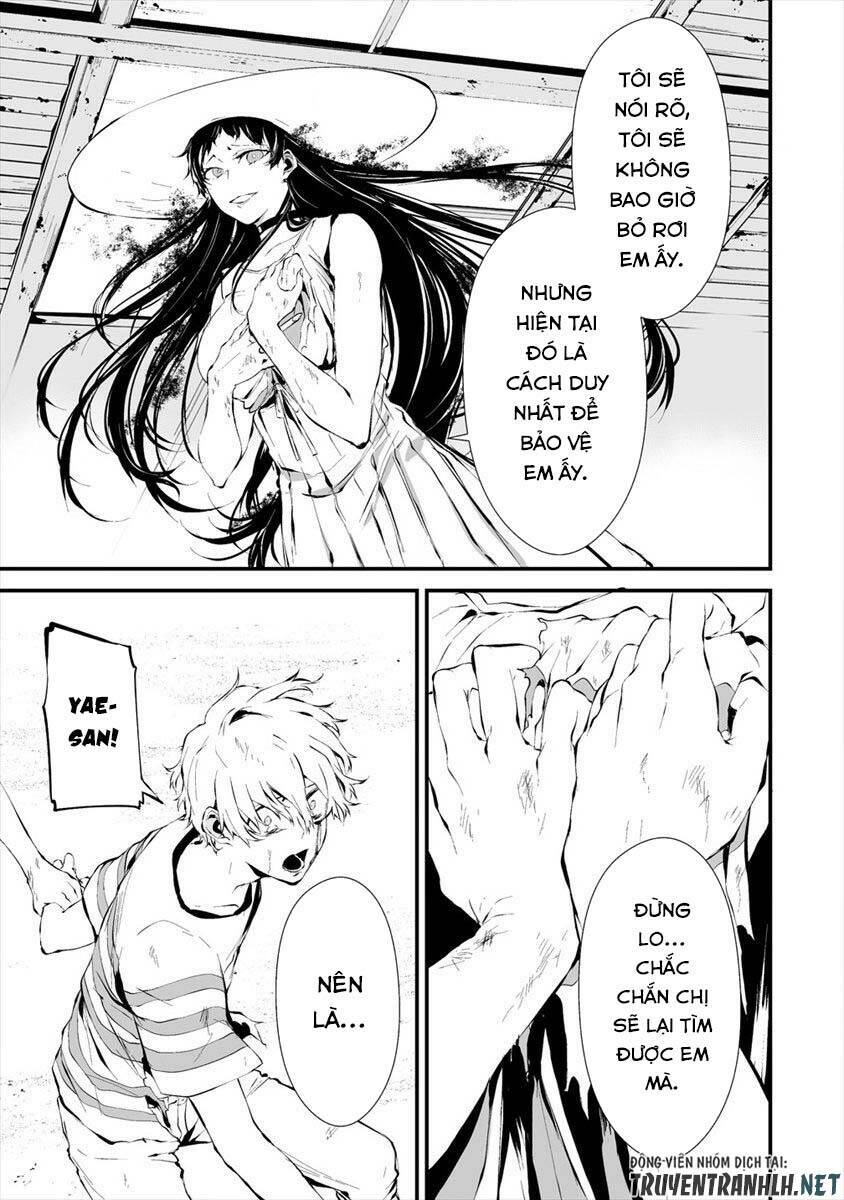 TÔI SẼ
NÓI RÕ,
TÔI SẼ
KHÔNG
BAO GIỜ
BỎ RƠI
EM ẤY.
NHƯNG
HIỆN TẠI
ĐÓ LÀ
CÁCH DUY
NHẤT ĐỂ
BẢO VỆ
EM ẤY.
ĐỪNG
LO...
CHẮC
CHẮN CHỊ
SẼ LẠI TÌM
ĐƯỢC EM
MÀ.
YAE-
SAN!
NÊN
LÀ...
ĐỘNG VIÊN NHÓM DỊCH TẠI:
TRUYENTRANHLH.NET